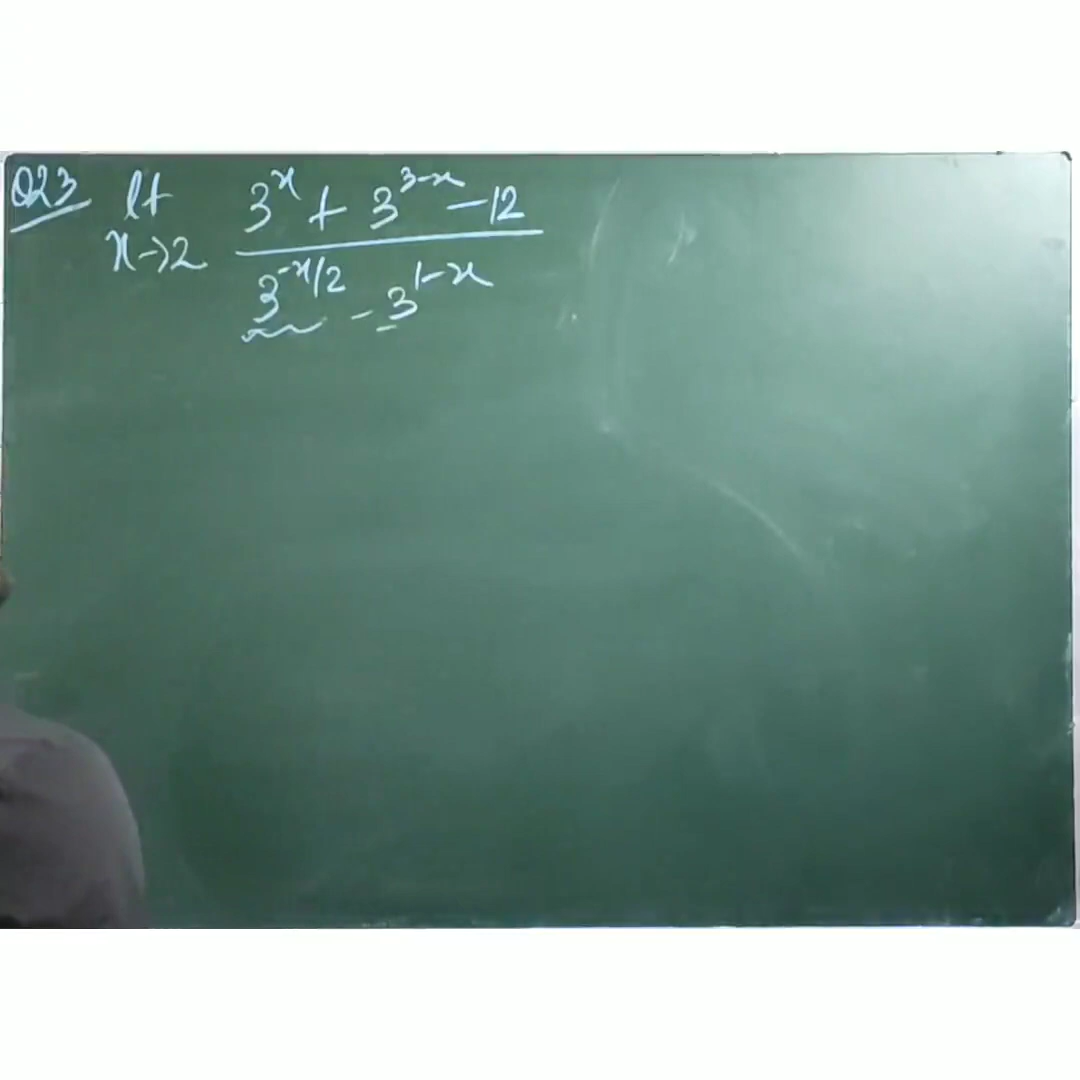 Q23 lt 3^x + 3^{3-x} - 12
x→2 3^{-x/2} - 3^{1-x}